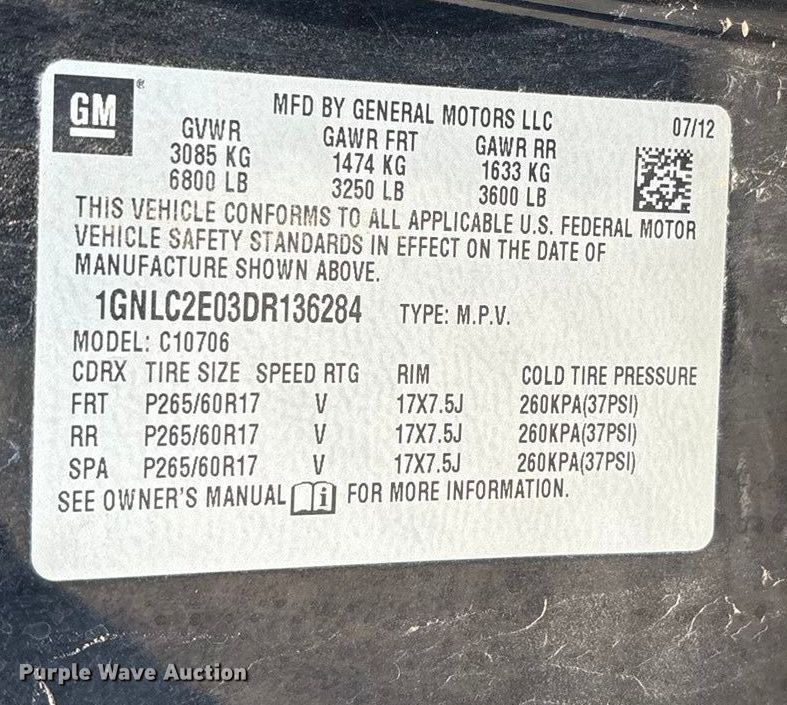 GM ®
MFD BY GENERAL MOTORS LLC 07/12
GVWR GAWR FRT GAWR RR
3085 KG 1474 KG 1633 KG
6800 LB 3250 LB 3600 LB
THIS VEHICLE CONFORMS TO ALL APPLICABLE U.S. FEDERAL MOTOR
VEHICLE SAFETY STANDARDS IN EFFECT ON THE DATE OF
MANUFACTURE SHOWN ABOVE.
1GNLC2E03DR136284 TYPE: M.P.V.
MODEL: C10706
CDRX TIRE SIZE SPEED RTG RIM COLD TIRE PRESSURE
FRT P265/60R17 V 17X7.5J 260KPA(37PSI)
RR P265/60R17 V 17X7.5J 260KPA(37PSI)
SPA P265/60R17 V 17X7.5J 260KPA(37PSI)
SEE OWNER'S MANUAL i FOR MORE INFORMATION.
Purple Wave Auction